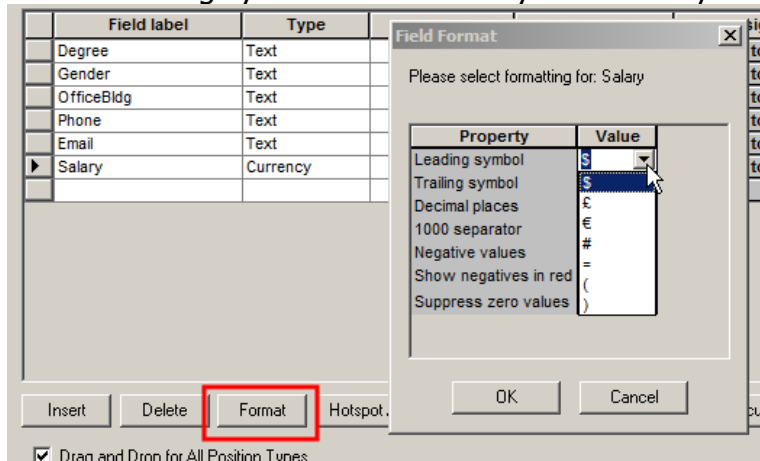 Field label Type
Degree Text
Gender Text
OfficeBldg Text
Phone Text
Email Text
Salary Currency
Field Format
Please select formatting for: Salary
Property Value
Leading symbol $
Trailing symbol $
Decimal places £
1000 separator €
Negative values #
Show negatives in red =
Suppress zero values (
)
OK Cancel
Insert Delete Format Hotspot
Drag and Drop for All Position Types